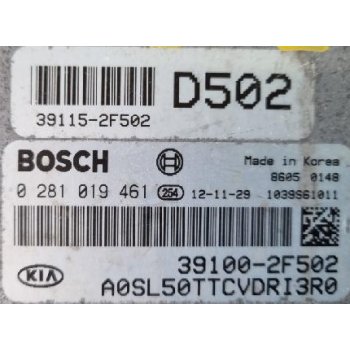 D502
39115-2F502
BOSCH
Made in Korea
8605 0148
0 281 019 461 254 12-11-29 1039S61011
39100-2F502
KIA
A0SL50TTCVDRI3R0